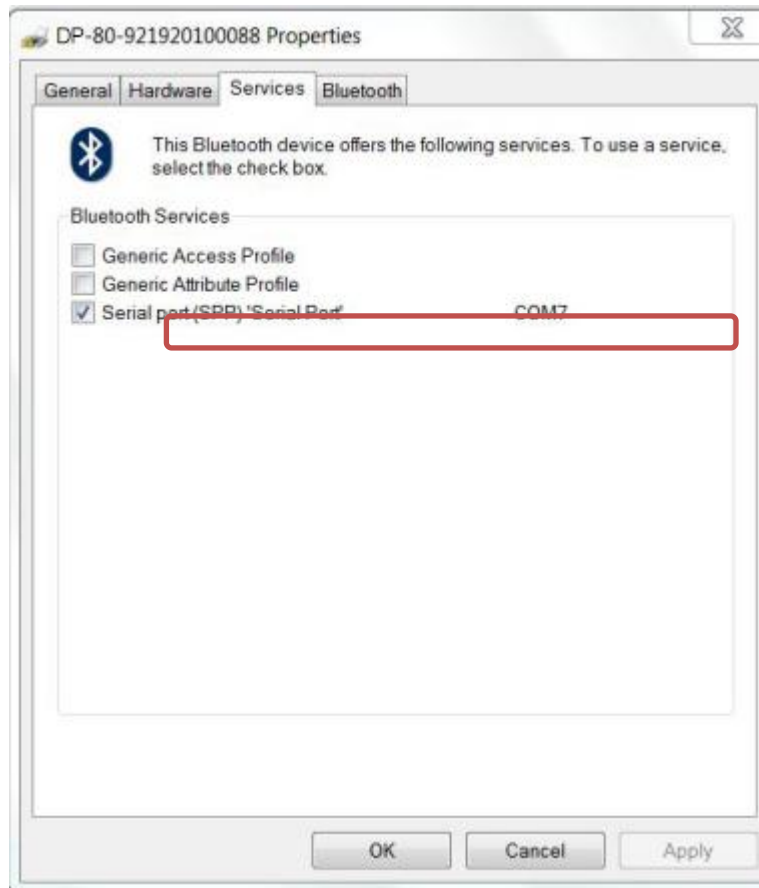 DP-80-921920100088 Properties
General Hardware Services Bluetooth
This Bluetooth device offers the following services. To use a service,
select the check box.
Bluetooth Services
Generic Access Profile
Generic Attribute Profile
Serial port (SPP) 'Serial Port' COM7
OK Cancel Apply